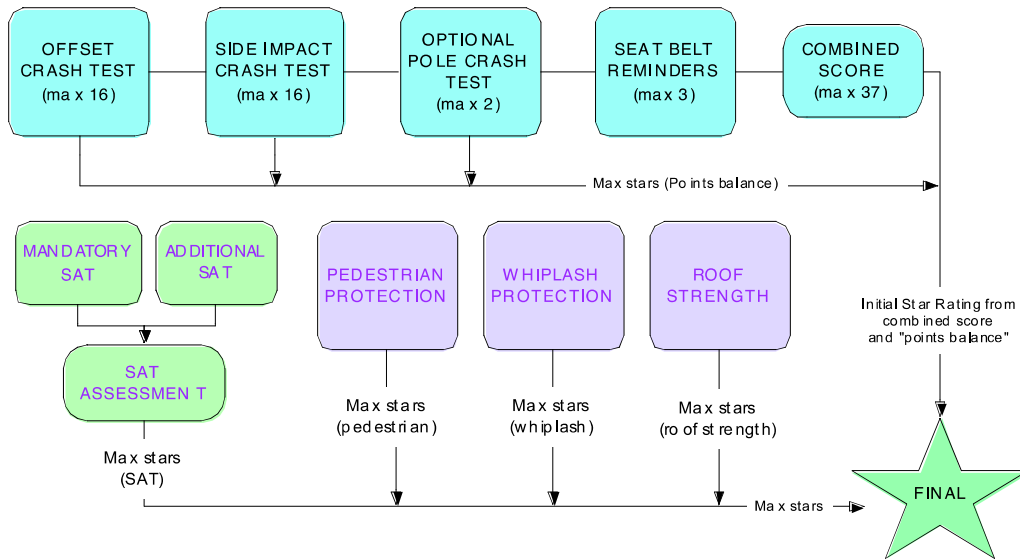 OFFSET
CRASH TEST
(max 16)
SIDE IMPACT
CRASH TEST
(max 16)
OPTIONAL
POLE CRASH
TEST
(max 2)
SEAT BELT
REMINDERS
(max 3)
COMBINED
SCORE
(max 37)
Max stars (Points balance)
MANDATORY
SAT
ADDITIONAL
SAT
PEDESTRIAN
PROTECTION
WHIPLASH
PROTECTION
ROOF
STRENGTH
Initial Star Rating from
combined score
and "points balance"
SAT
ASSESSMENT
Max stars
(pedestrian)
Max stars
(whiplash)
Max stars
(roof strength)
Max stars
(SAT)
Max stars
FINAL